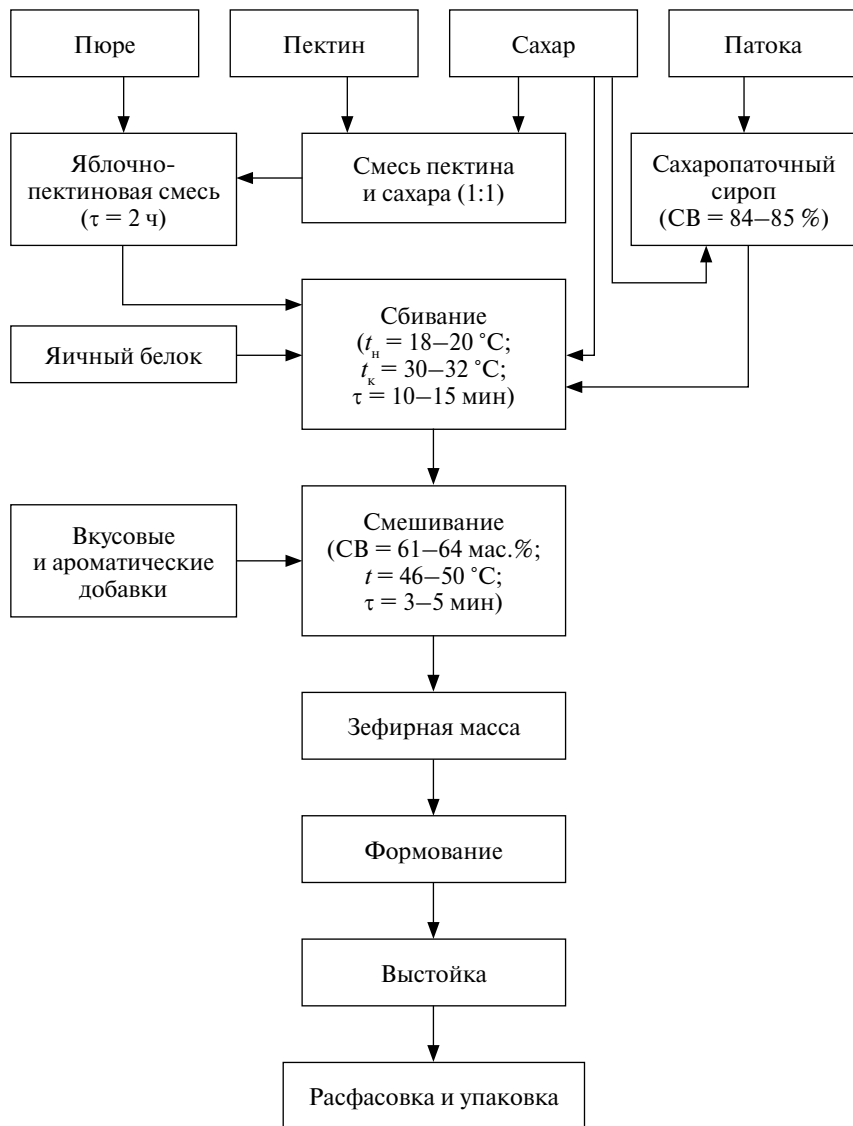 Пюре
Пектин
Сахар
Патока
Яблочно-
пектиновая смесь
(τ = 2 ч)
Смесь пектина
и сахара (1:1)
Сахаропаточный
сироп
(СВ = 84–85 %)
Сбивание
(tн = 18–20 °С;
tк = 30–32 °С;
τ = 10–15 мин)
Яичный белок
Смешивание
(СВ = 61–64 мас.%;
t = 46–50 °С;
τ = 3–5 мин)
Вкусовые
и ароматические
добавки
Зефирная масса
Формование
Выстойка
Расфасовка и упаковка